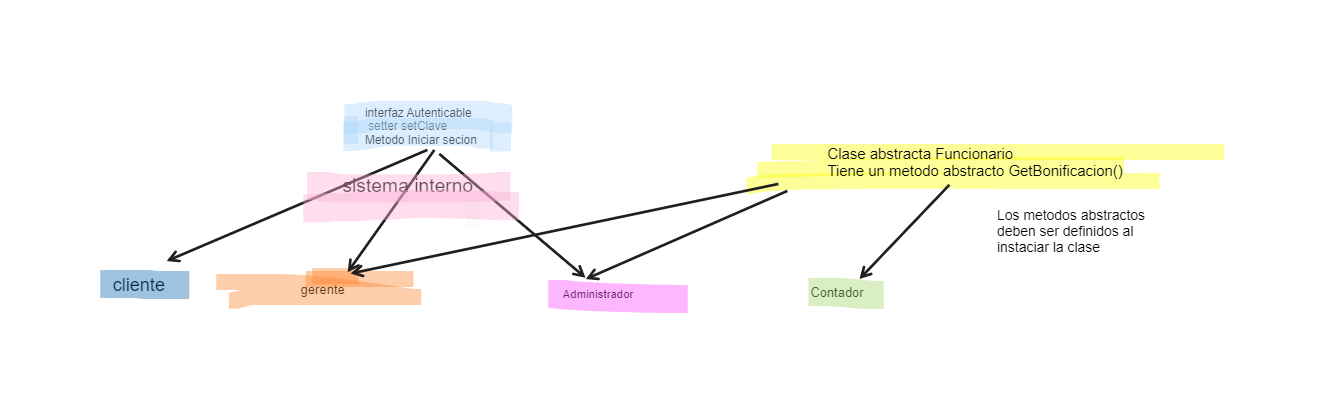 interfaz Autenticable
setter setClave
Metodo Iniciar secion
sistema interno
Clase abstracta Funcionario
Tiene un metodo abstracto GetBonificacion()
Los metodos abstractos
deben ser definidos al
instaciar la clase
cliente
gerente
Administrador
Contador